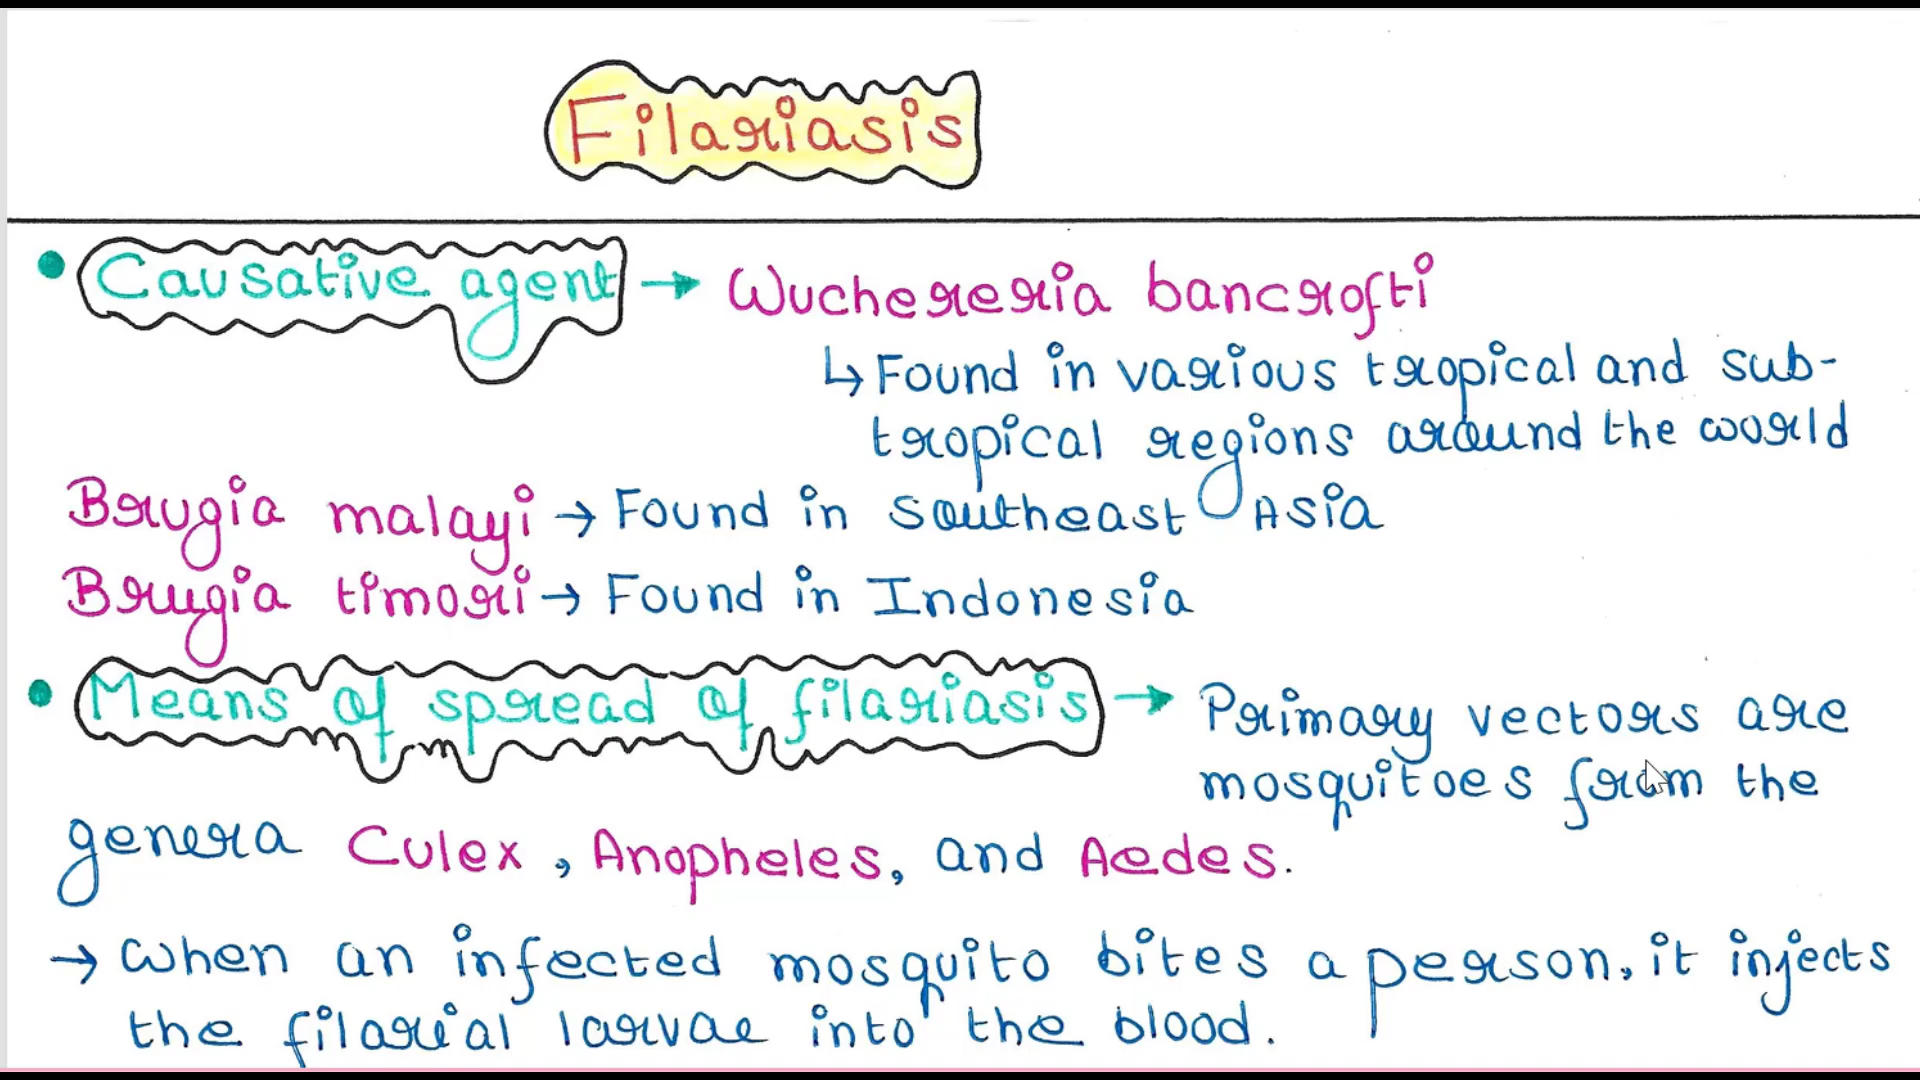 Filariasis
• Causative agent → Wuchereria bancrofti
↳ Found in various tropical and sub-
tropical regions around the world
Brugia malayi → Found in Southeast Asia
Brugia timori → Found in Indonesia
• Means of spread of filariasis → Primary vectors are
mosquitoes from the
genera Culex, Anopheles, and Aedes.
→ When an infected mosquito bites a person, it injects
the filarial larvae into the blood.